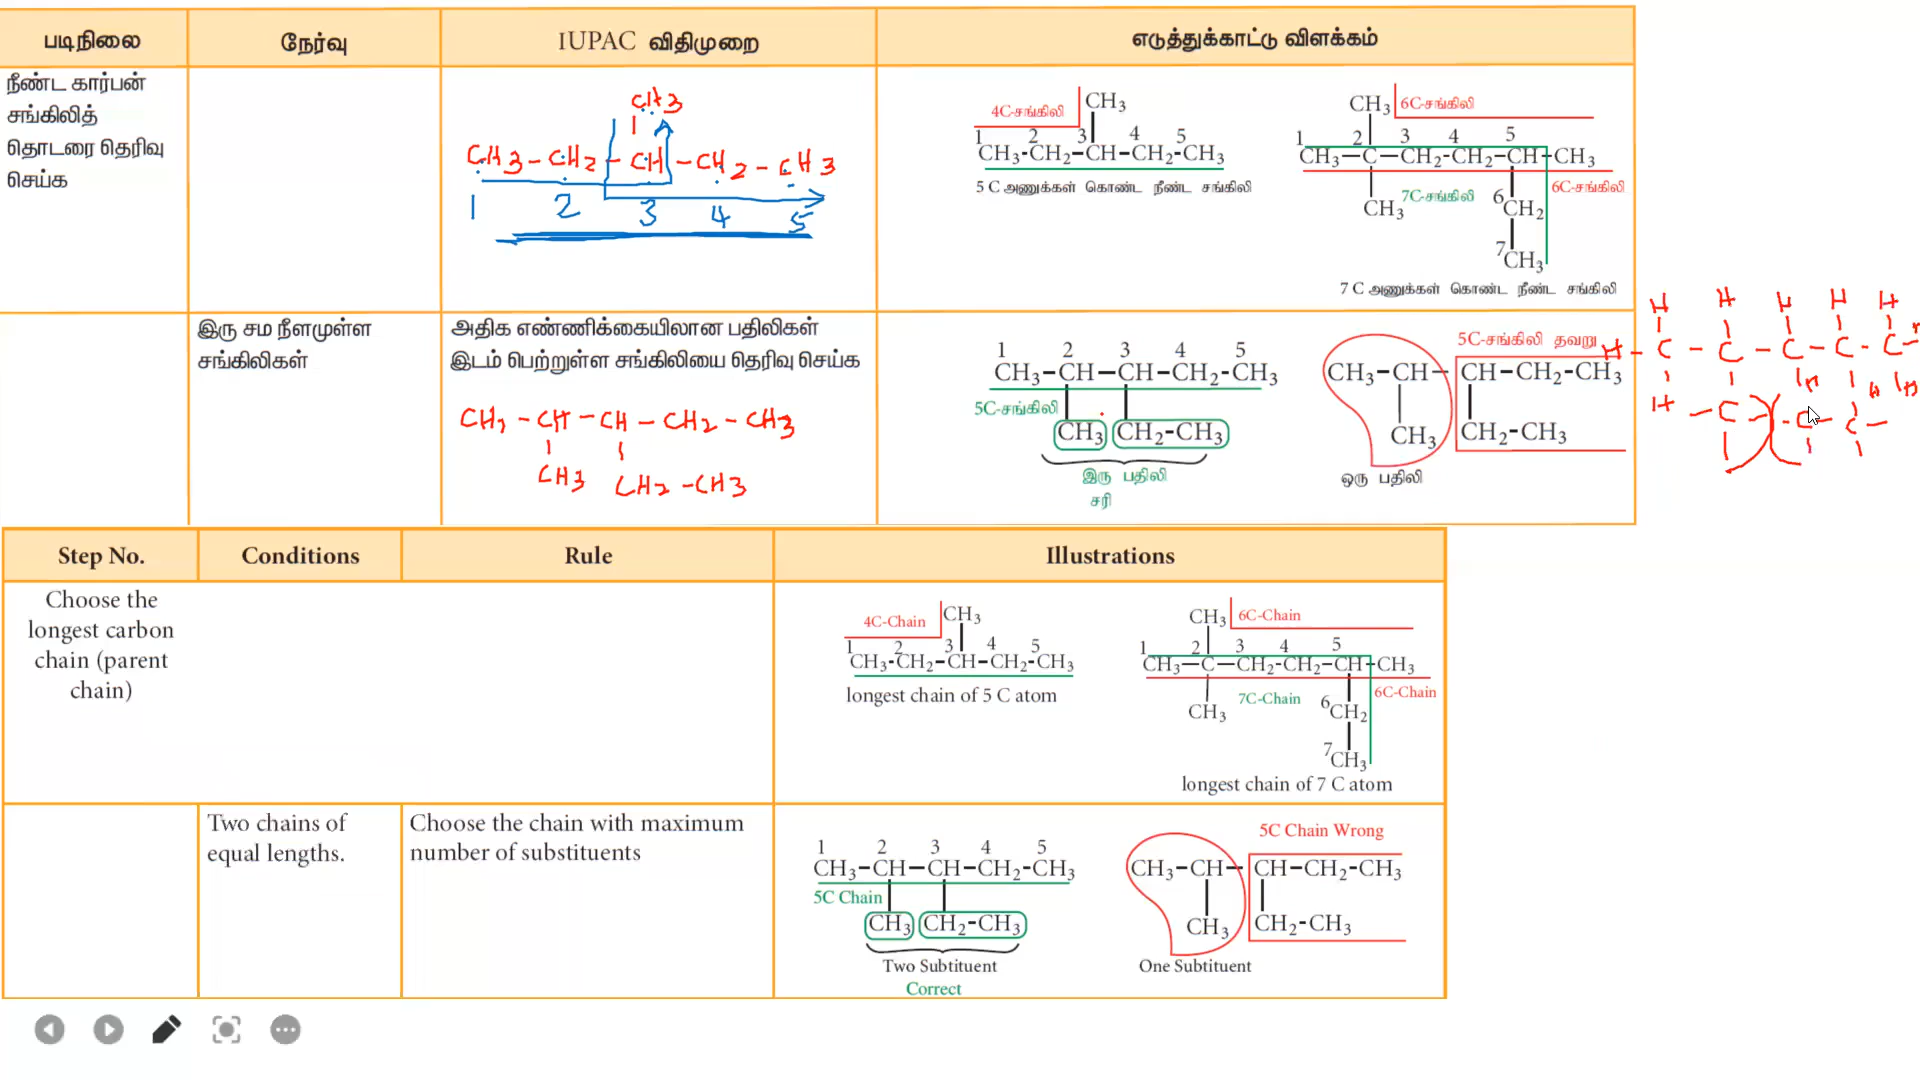 படிநிலை நேர்வு IUPAC விதிமுறை எடுத்துக்காட்டு விளக்கம்
நீண்ட கார்பன்
சங்கிலித்
தொடரை தெரிவு
செய்க
CH3
CH3 – CH2 – CH – CH2 – CH3
1 2 3 4 5
4C-சங்கிலி CH₃
1 2 3 4 5
CH₃-CH₂-CH-CH₂-CH₃
5 C அணுக்கள் கொண்ட நீண்ட சங்கிலி
CH₃ 6C-சங்கிலி
1 2 3 4 5
CH₃-C-CH₂-CH₂-CH-CH₃
7C-சங்கிலி 6C-சங்கிலி
CH₃ 6 CH₂
7 CH₃
7 C அணுக்கள் கொண்ட நீண்ட சங்கிலி
இரு சம நீளமுள்ள
சங்கிலிகள்
அதிக எண்ணிக்கையிலான பதிலிகள்
இடம் பெற்றுள்ள சங்கிலியை தெரிவு செய்க
CH3 – CH – CH – CH2 – CH3
CH3 CH2 – CH3
1 2 3 4 5
CH₃-CH-CH-CH₂-CH₃
5C-சங்கிலி
CH₃ CH₂-CH₃
இரு பதிலி
சரி
5C-சங்கிலி தவறு
CH₃-CH-CH-CH₂-CH₃
CH₃ CH₂-CH₃
ஒரு பதிலி
H H H H H
H – C – C – C – C – C –
H H H
H – C – C – C –
Step No. Conditions Rule Illustrations
Choose the
longest carbon
chain (parent
chain)
4C-Chain CH₃
1 2 3 4 5
CH₃-CH₂-CH-CH₂-CH₃
longest chain of 5 C atom
CH₃ 6C-Chain
1 2 3 4 5
CH₃-C-CH₂-CH₂-CH-CH₃
7C-Chain 6C-Chain
CH₃ 6 CH₂
7 CH₃
longest chain of 7 C atom
Two chains of
equal lengths.
Choose the chain with maximum
number of substituents
1 2 3 4 5
CH₃-CH-CH-CH₂-CH₃
5C Chain
CH₃ CH₂-CH₃
Two Subtituent
Correct
5C Chain Wrong
CH₃-CH-CH-CH₂-CH₃
CH₃ CH₂-CH₃
One Subtituent